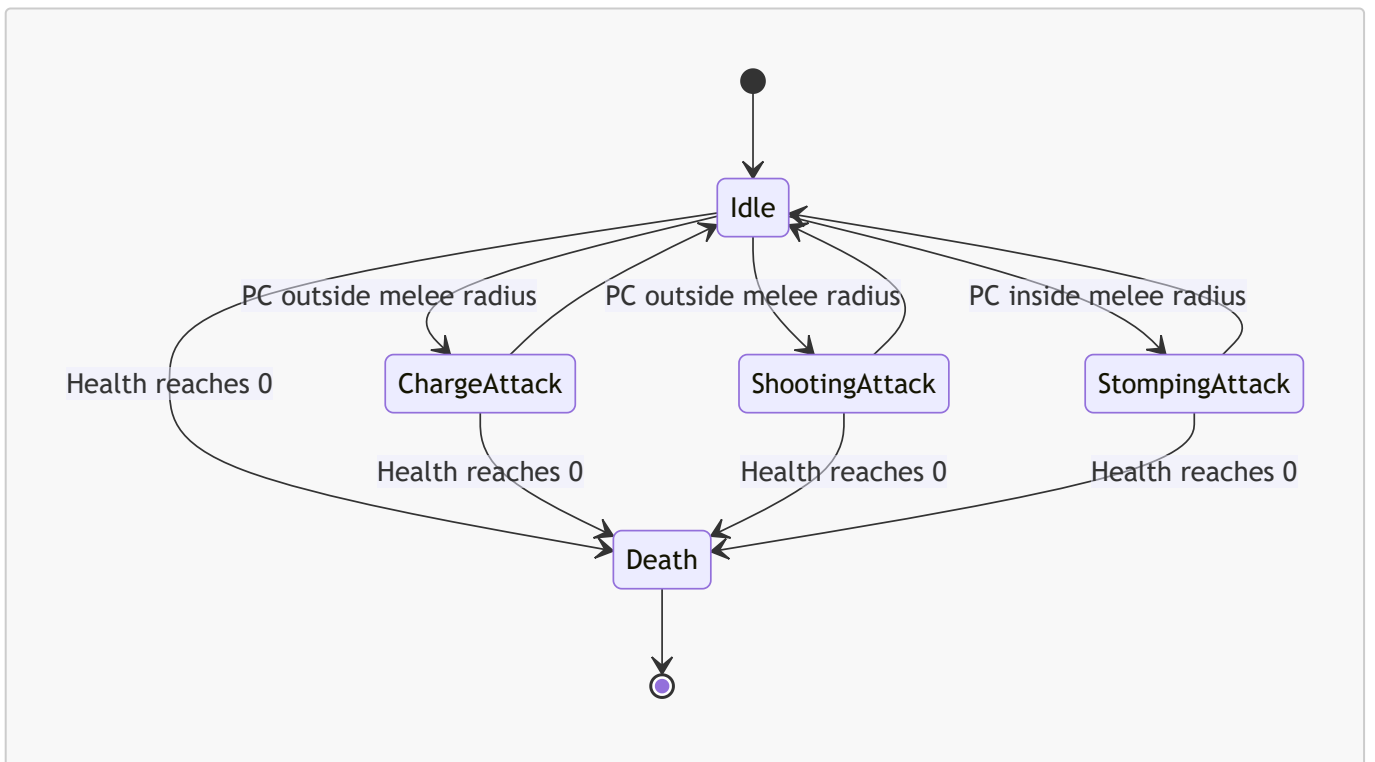 Idle
PC outside melee radius
PC outside melee radius
PC inside melee radius
Health reaches 0
ChargeAttack
ShootingAttack
StompingAttack
Health reaches 0
Health reaches 0
Health reaches 0
Death